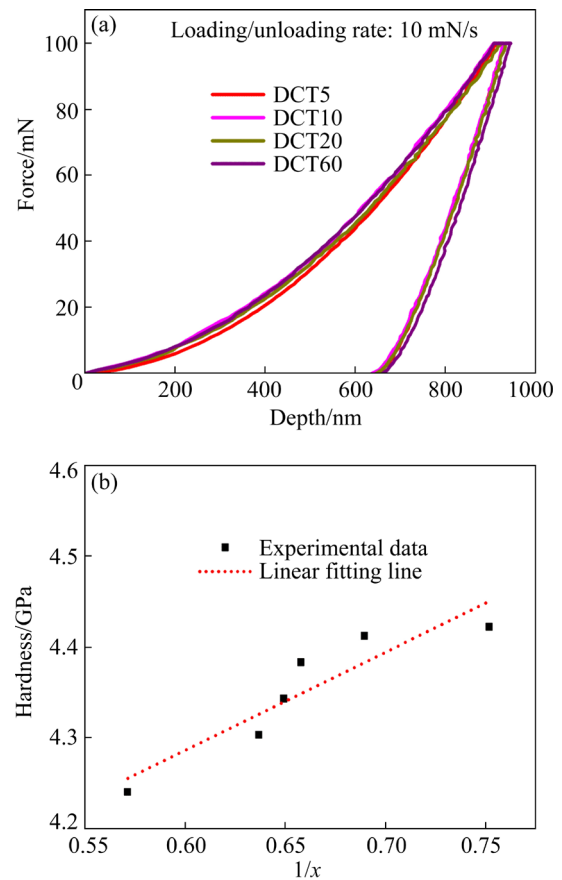 (a)
Loading/unloading rate: 10 mN/s
DCT5
DCT10
DCT20
DCT60
100
80
60
40
20
0
Force/mN
200
400
600
800
1000
Depth/nm
(b)
Experimental data
Linear fitting line
4.6
4.5
4.4
4.3
4.2
Hardness/GPa
0.55
0.60
0.65
0.70
0.75
1/x